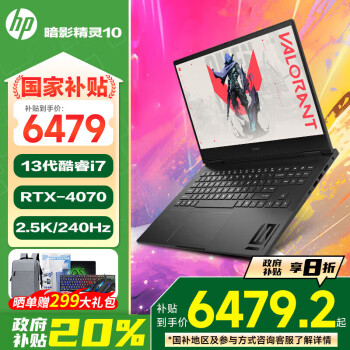 hp 暗影精灵10
国家补贴
补贴到手价:
6479
13代酷睿i7
RTX-4070
2.5K/240Hz
VALORANT
晒单赠299大礼包
政府补贴 享8折
政府补贴20%
补贴到手价 6479.2起
*国补地区及参与方式咨询客服了解详情